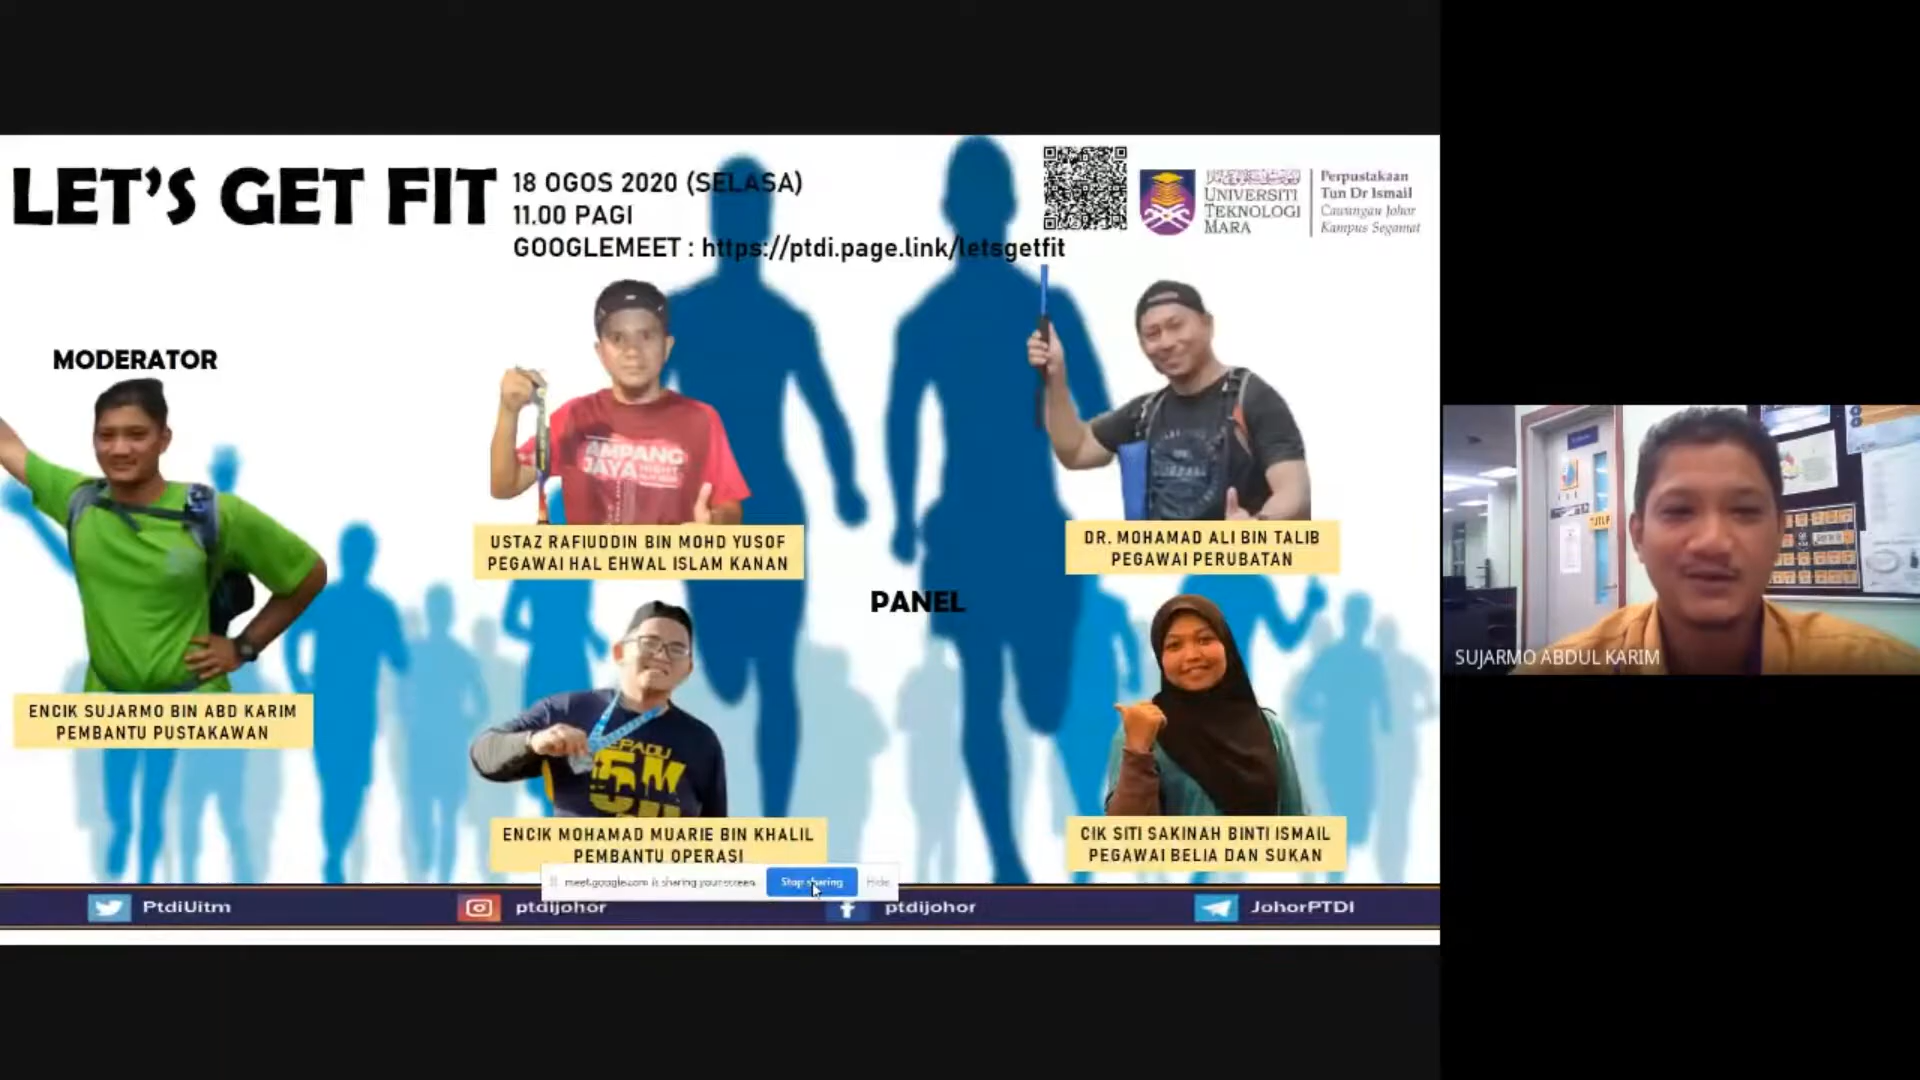 LET'S GET FIT
18 OGOS 2020 (SELASA)
11.00 PAGI
GOOGLEMEET : https://ptdi.page.link/letsgetfit
UNIVERSITI
TEKNOLOGI
MARA
Perpustakaan
Tun Dr Ismail
Cawangan Johor
Kampus Segamat
MODERATOR
AMPANG
JAYA NIGHT
USTAZ RAFIUDDIN BIN MOHD YUSOF
PEGAWAI HAL EHWAL ISLAM KANAN
DR. MOHAMAD ALI BIN TALIB
PEGAWAI PERUBATAN
PANEL
ENCIK SUJARMO BIN ABD KARIM
PEMBANTU PUSTAKAWAN
ENCIK MOHAMAD MUARIE BIN KHALIL
PEMBANTU OPERASI
CIK SITI SAKINAH BINTI ISMAIL
PEGAWAI BELIA DAN SUKAN
meet.google.com is sharing your screen.
Stop sharing
Hide
PtdiUitm
ptdijohor
ptdijohor
JohorPTDI
SUJARMO ABDUL KARIM